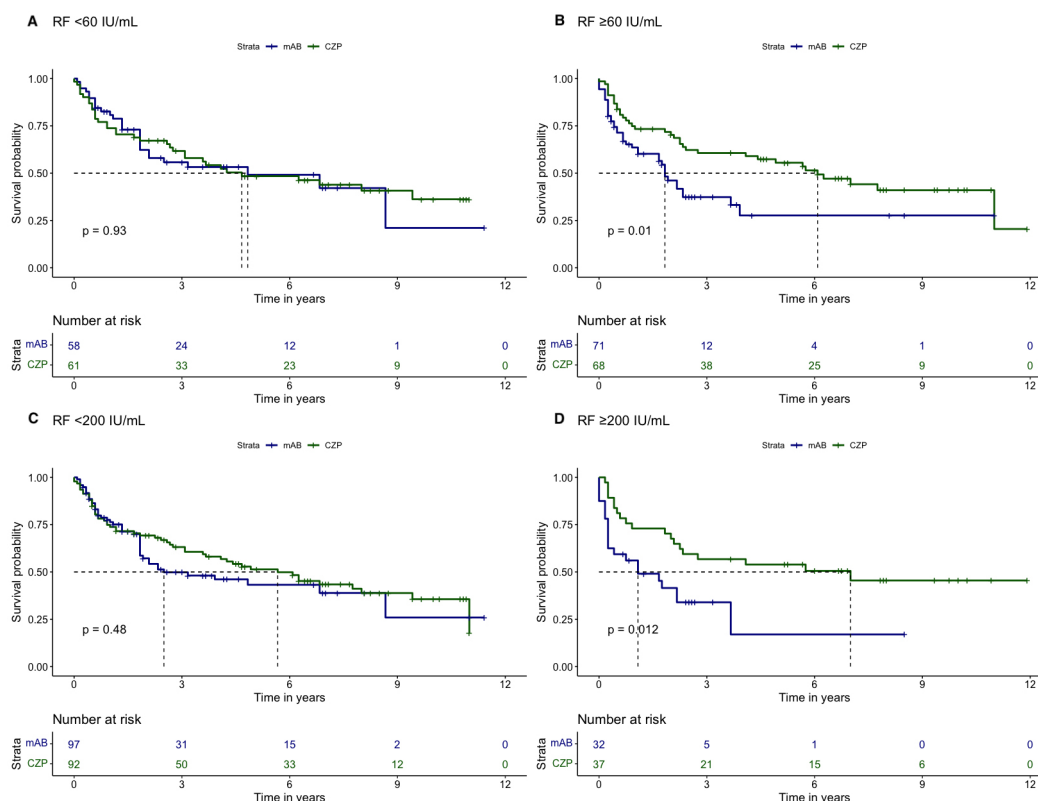 A RF <60 IU/mL
Strata mAB CZP
1.00
0.75
0.50
0.25
0.00
Survival probability
p = 0.93
0 3 6 9 12
Time in years
Number at risk
Strata
mAB 58 24 12 1 0
CZP 61 33 23 9 0
0 3 6 9 12
Time in years
B RF ≥60 IU/mL
Strata mAB CZP
1.00
0.75
0.50
0.25
0.00
Survival probability
p = 0.01
0 3 6 9 12
Time in years
Number at risk
Strata
mAB 71 12 4 1 0
CZP 68 38 25 9 0
0 3 6 9 12
Time in years
C RF <200 IU/mL
Strata mAB CZP
1.00
0.75
0.50
0.25
0.00
Survival probability
p = 0.48
0 3 6 9 12
Time in years
Number at risk
Strata
mAB 97 31 15 2 0
CZP 92 50 33 12 0
0 3 6 9 12
Time in years
D RF ≥200 IU/mL
Strata mAB CZP
1.00
0.75
0.50
0.25
0.00
Survival probability
p = 0.012
0 3 6 9 12
Time in years
Number at risk
Strata
mAB 32 5 1 0 0
CZP 37 21 15 6 0
0 3 6 9 12
Time in years